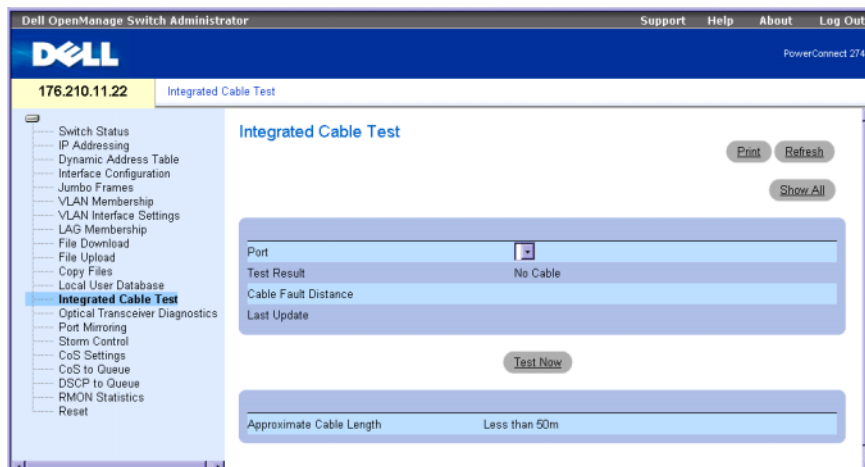 Dell OpenManage Switch Administrator Support Help About Log Out
DELL
PowerConnect 274
176.210.11.22 Integrated Cable Test
Switch Status
IP Addressing
Dynamic Address Table
Interface Configuration
Jumbo Frames
VLAN Membership
VLAN Interface Settings
LAG Membership
File Download
File Upload
Copy Files
Local User Database
Integrated Cable Test
Optical Transceiver Diagnostics
Port Mirroring
Storm Control
CoS Settings
CoS to Queue
DSCP to Queue
RMON Statistics
Reset
Integrated Cable Test
Print Refresh
Show All
Port
Test Result No Cable
Cable Fault Distance
Last Update
Test Now
Approximate Cable Length Less than 50m